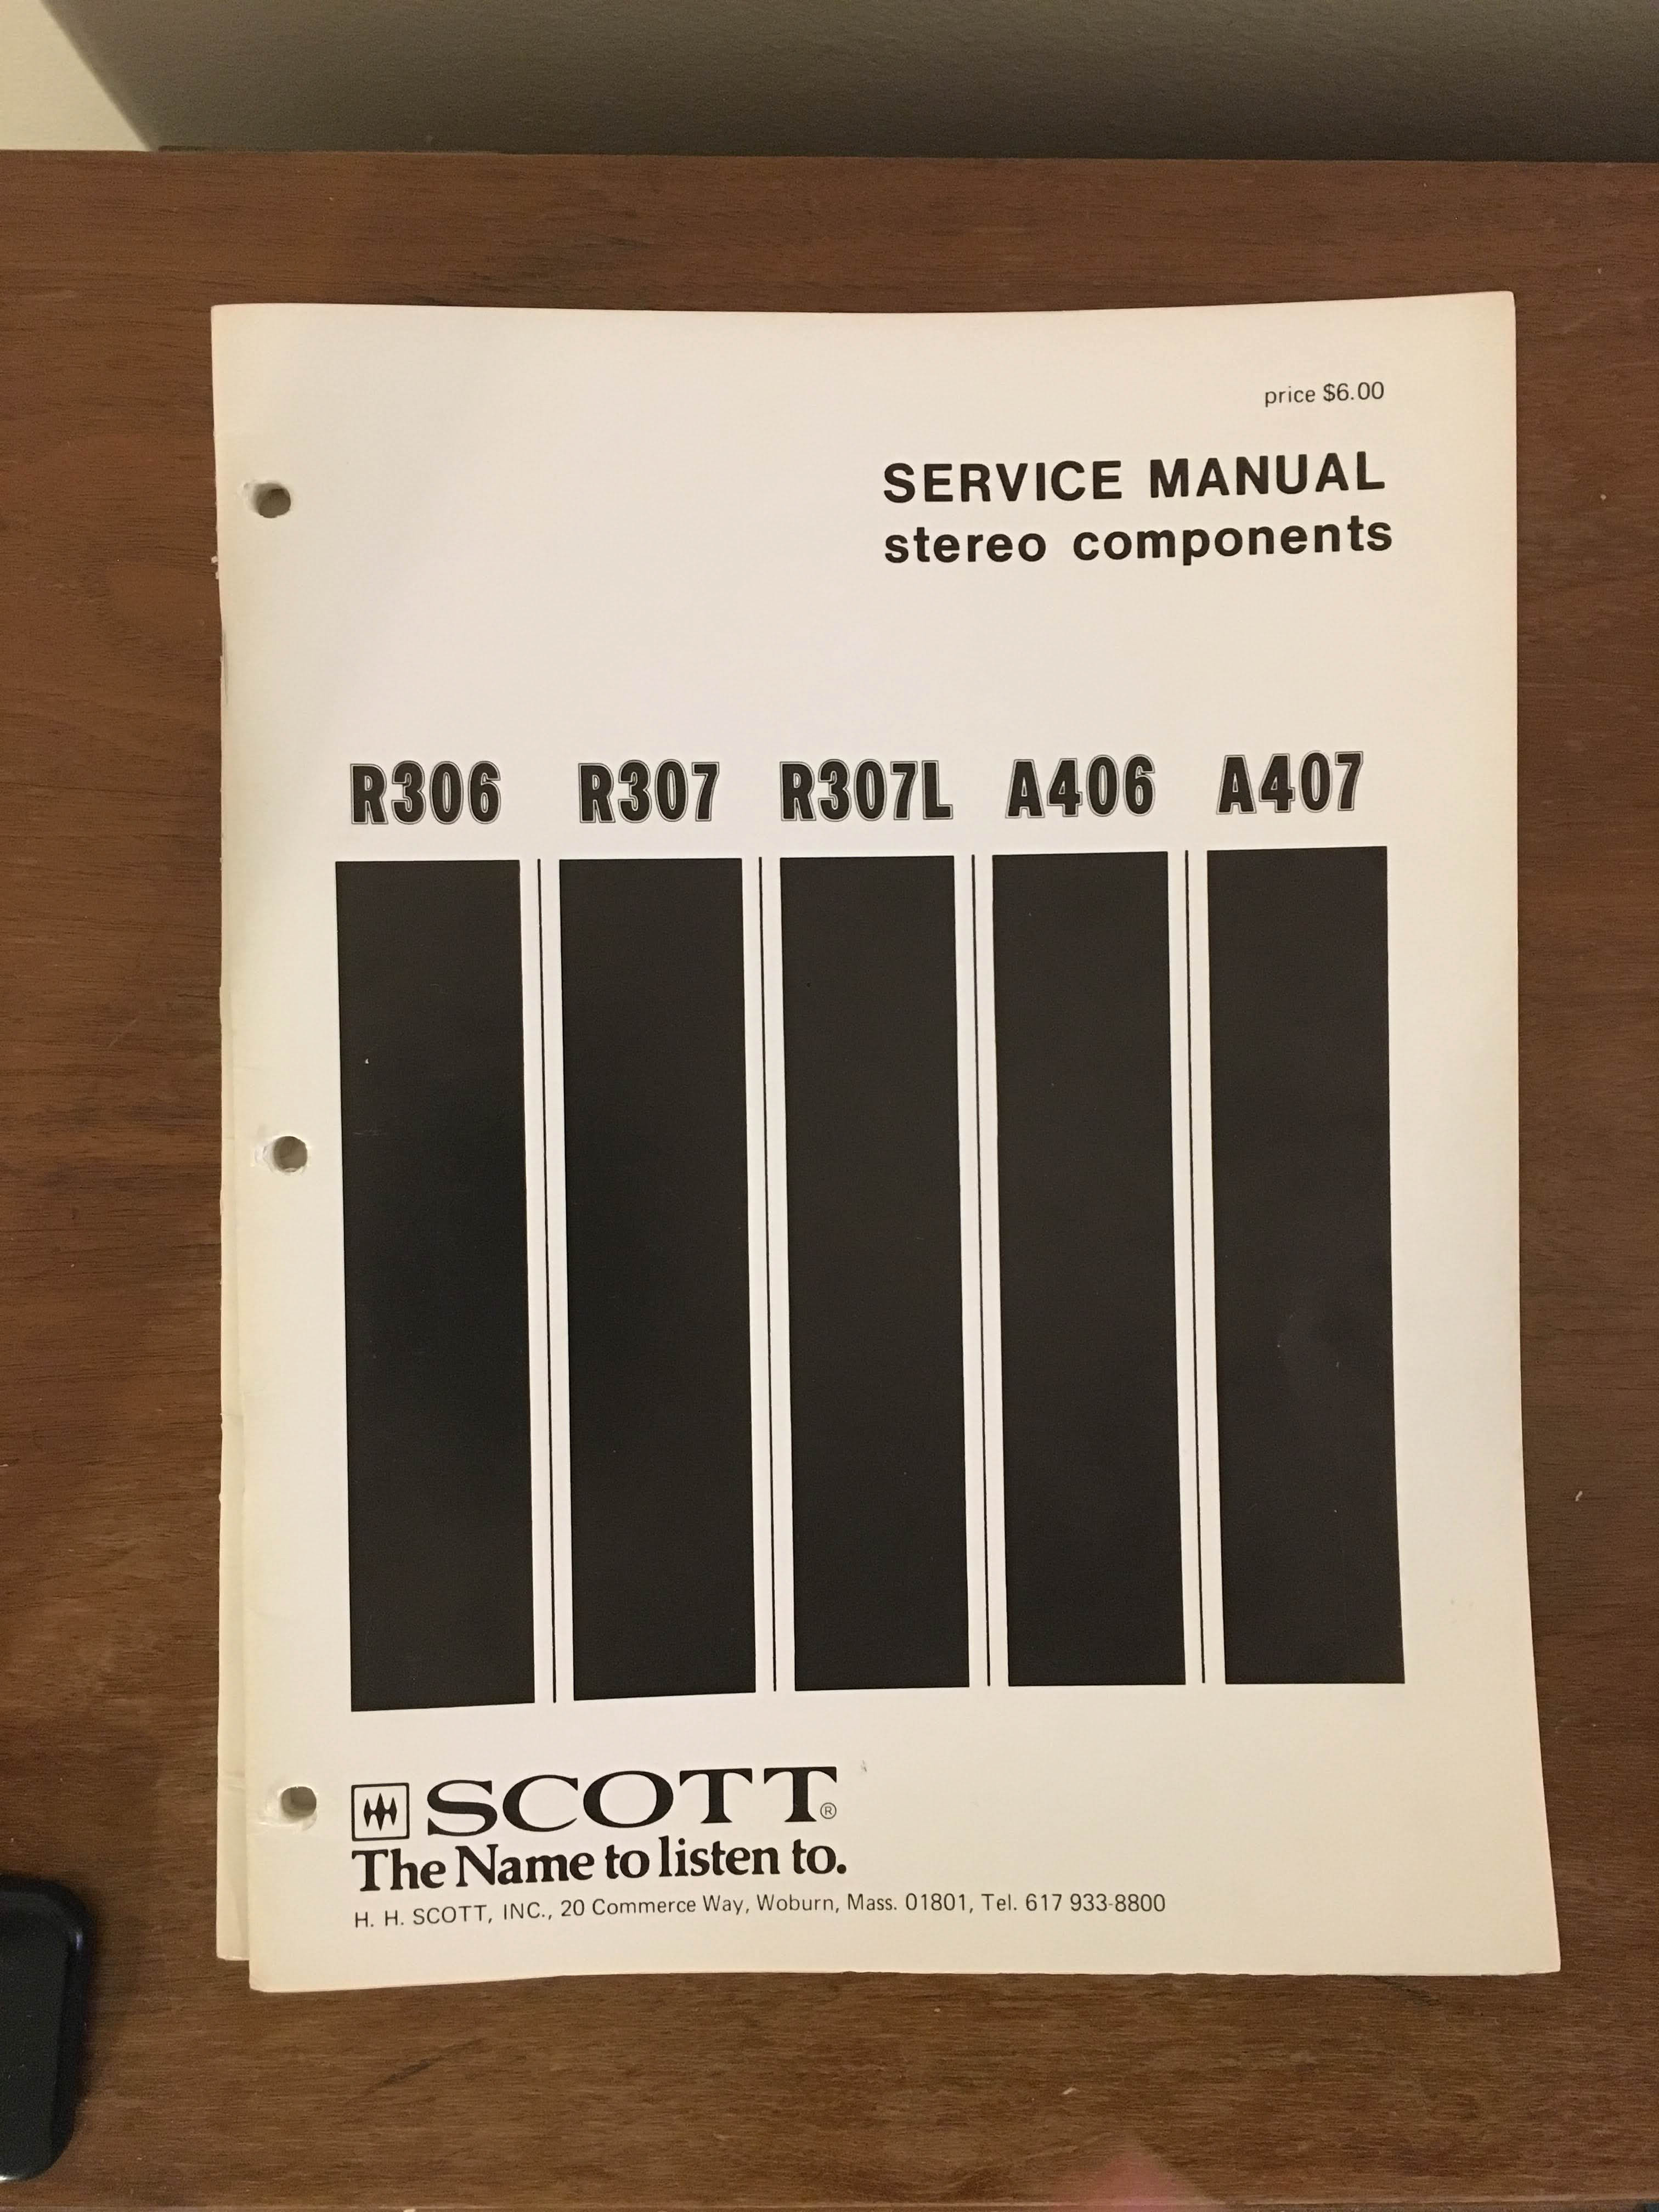 price $6.00
SERVICE MANUAL
stereo components
R306 R307 R307L A406 A407
SCOTT®
The Name to listen to.
H. H. SCOTT, INC., 20 Commerce Way, Woburn, Mass. 01801, Tel. 617 933-8800